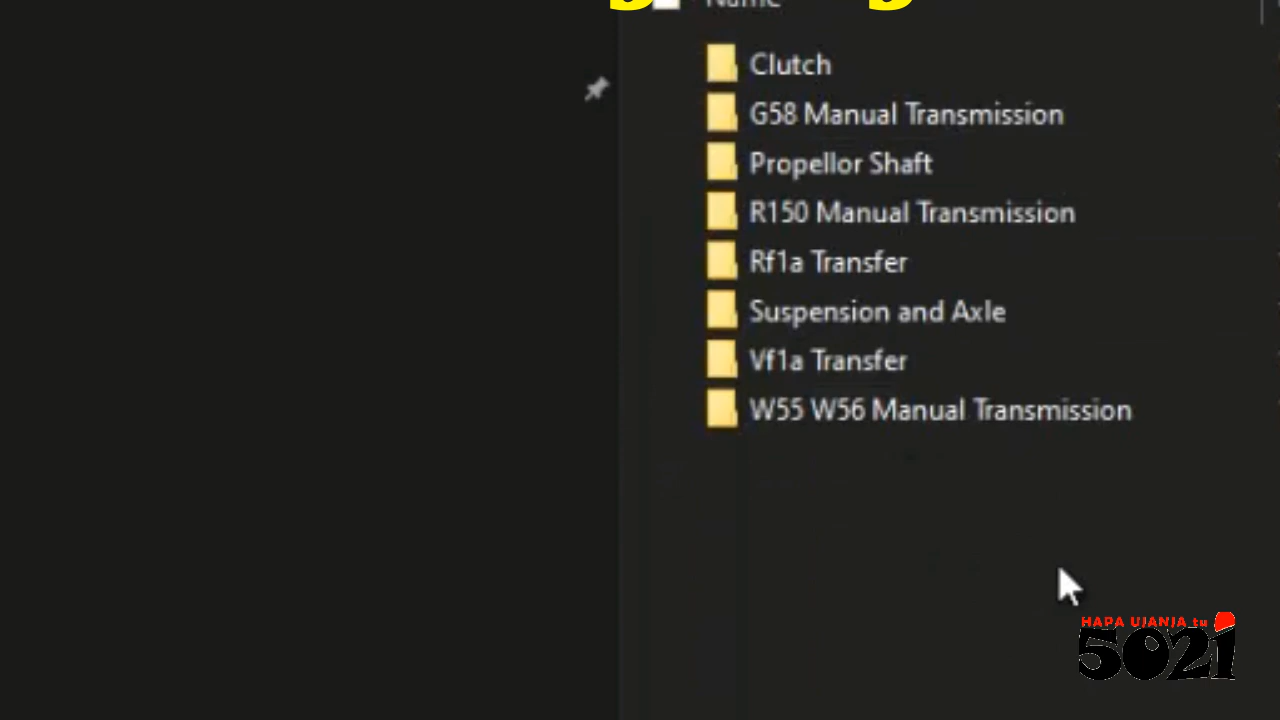 Name
Clutch
G58 Manual Transmission
Propellor Shaft
R150 Manual Transmission
Rf1a Transfer
Suspension and Axle
Vf1a Transfer
W55 W56 Manual Transmission
HAPA UJANJA tu
5021